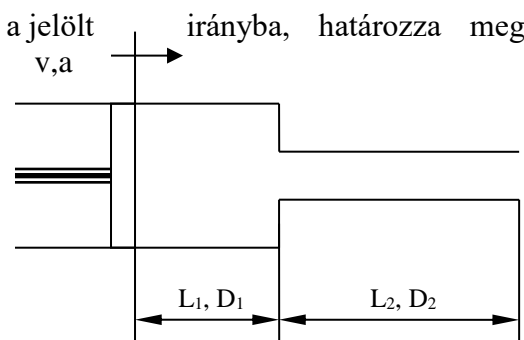 a jelölt irányba, határozza meg
v,a
L₁, D₁ L₂, D₂